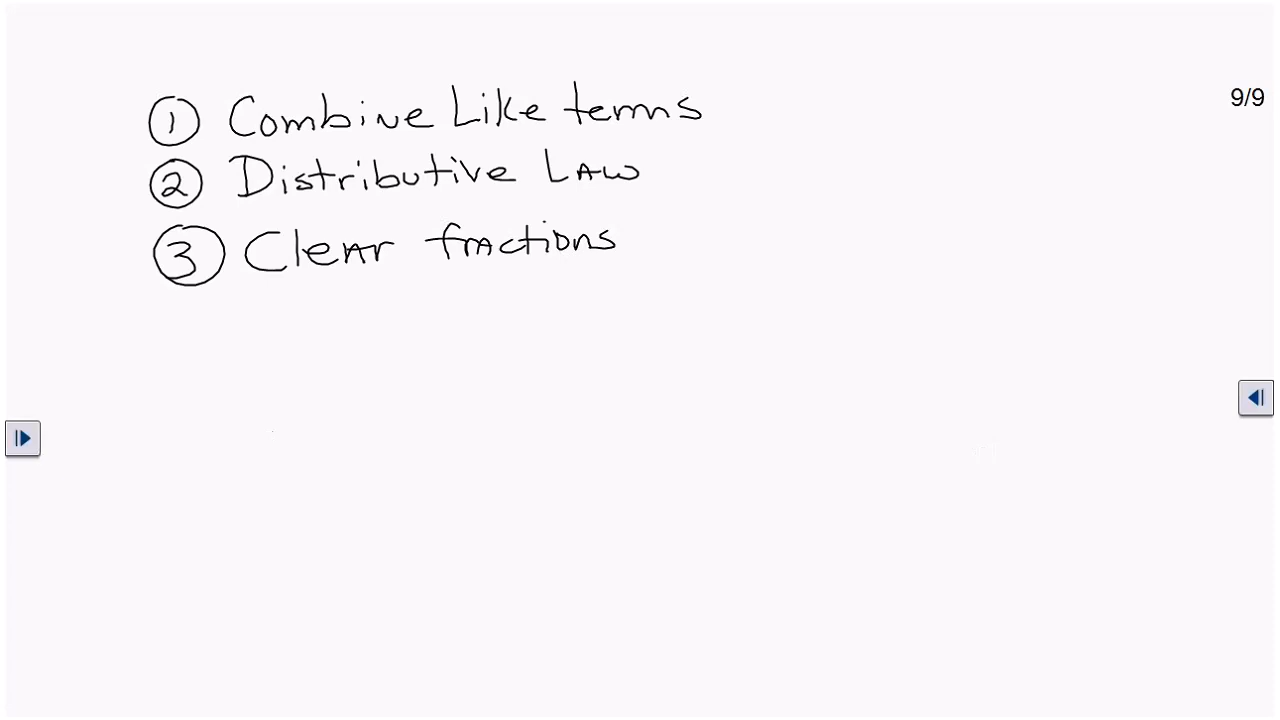 ① Combine Like terms
9/9
② Distributive Law
③ Clear fractions